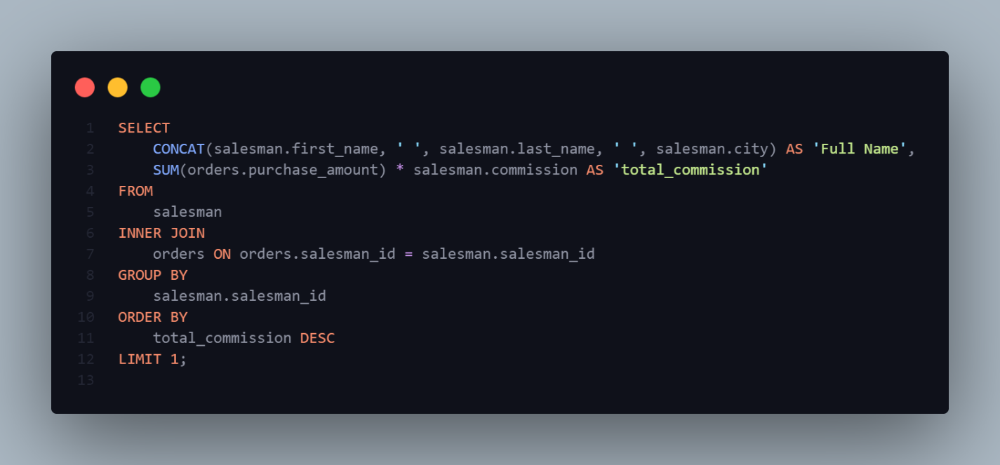 1 SELECT
2     CONCAT(salesman.first_name, ' ', salesman.last_name, ' ', salesman.city) AS 'Full Name',
3     SUM(orders.purchase_amount) * salesman.commission AS 'total_commission'
4 FROM
5     salesman
6 INNER JOIN
7     orders ON orders.salesman_id = salesman.salesman_id
8 GROUP BY
9     salesman.salesman_id
10 ORDER BY
11     total_commission DESC
12 LIMIT 1;
13